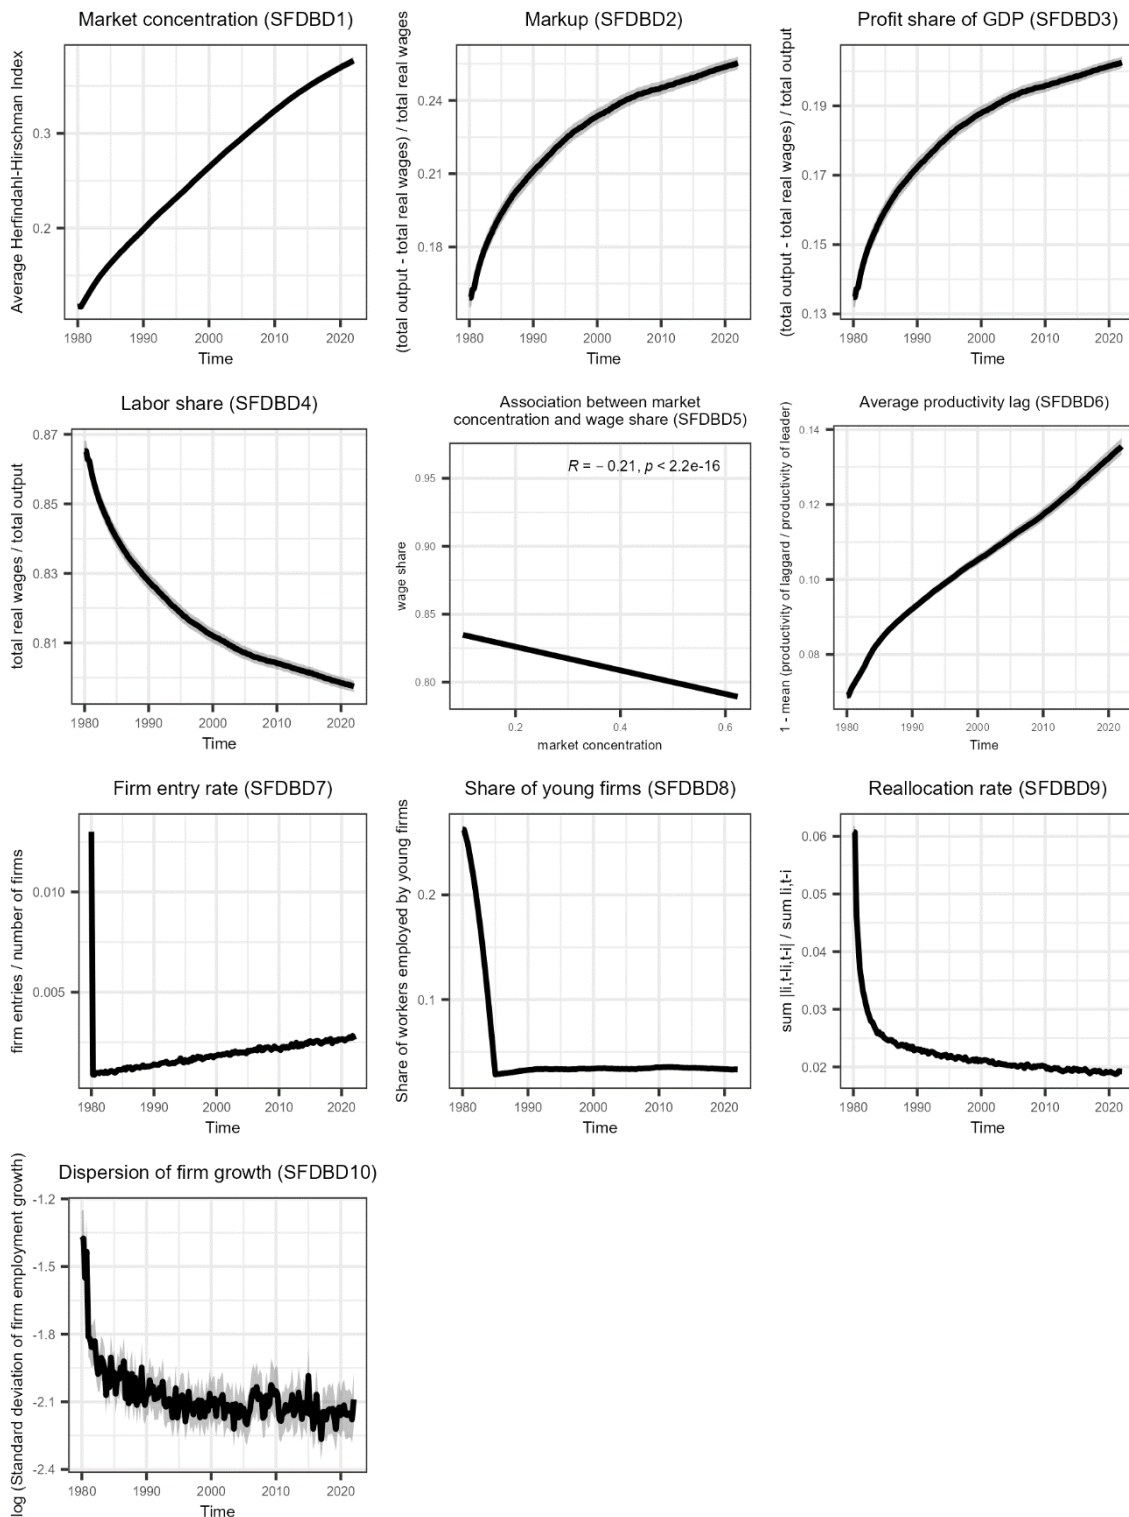 Market concentration (SFDBD1)
Average Herfindahl-Hirschman Index
0.3
0.2
1980 1990 2000 2010 2020
Time
Markup (SFDBD2)
(total output - total real wages) / total real wages
0.24
0.21
0.18
1980 1990 2000 2010 2020
Time
Profit share of GDP (SFDBD3)
(total output - total real wages) / total output
0.19
0.17
0.15
0.13
1980 1990 2000 2010 2020
Time
Labor share (SFDBD4)
total real wages / total output
0.87
0.85
0.83
0.81
1980 1990 2000 2010 2020
Time
Association between market
concentration and wage share (SFDBD5)
R = − 0.21, p < 2.2e-16
wage share
0.95
0.90
0.85
0.80
0.2 0.4 0.6
market concentration
Average productivity lag (SFDBD6)
1 - mean (productivity of laggard / productivity of leader)
0.14
0.12
0.10
0.08
1980 1990 2000 2010 2020
Time
Firm entry rate (SFDBD7)
firm entries / number of firms
0.010
0.005
1980 1990 2000 2010 2020
Time
Share of young firms (SFDBD8)
Share of workers employed by young firms
0.2
0.1
1980 1990 2000 2010 2020
Time
Reallocation rate (SFDBD9)
sum |li,t-li,t-i| / sum li,t-i
0.06
0.05
0.04
0.03
0.02
1980 1990 2000 2010 2020
Time
Dispersion of firm growth (SFDBD10)
log (Standard deviation of firm employment growth)
-1.2
-1.5
-1.8
-2.1
-2.4
1980 1990 2000 2010 2020
Time